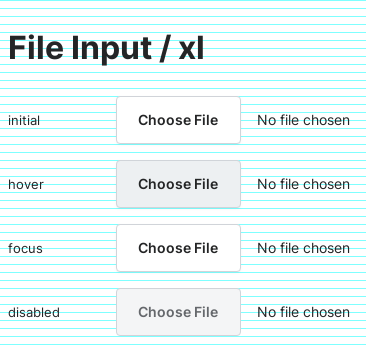 File Input / xl
initial Choose File No file chosen
hover Choose File No file chosen
focus Choose File No file chosen
disabled Choose File No file chosen